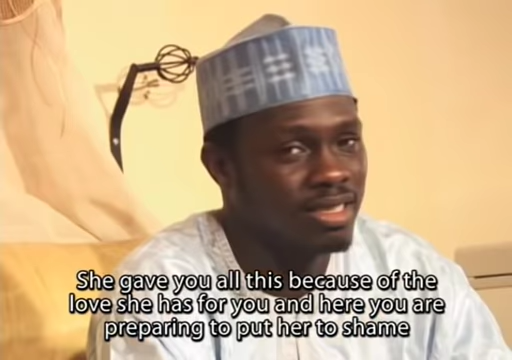 She gave you all this because of the
love she has for you and here you are
preparing to put her to shame